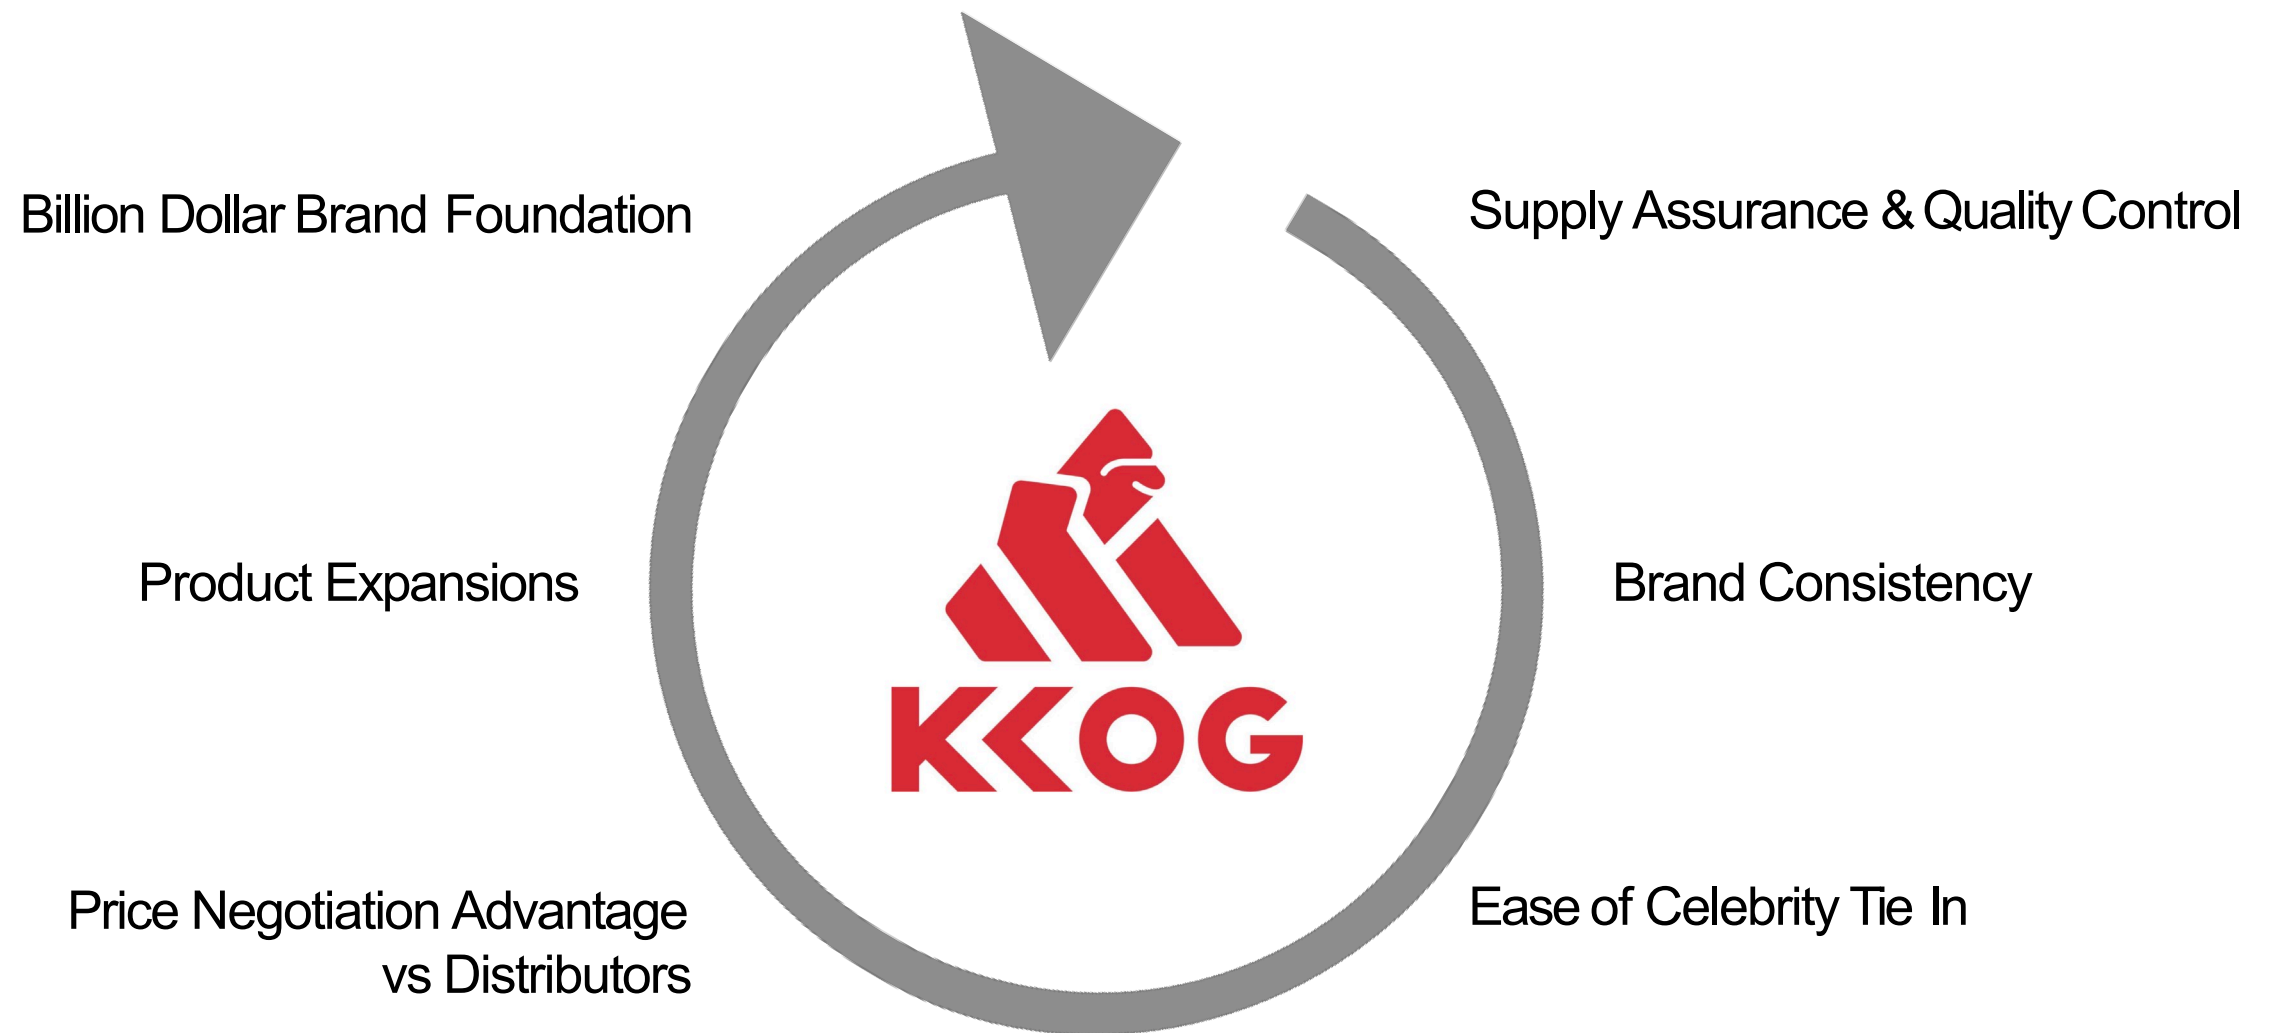 Billion Dollar Brand Foundation
Supply Assurance & Quality Control
Product Expansions
Brand Consistency
KKOG
Price Negotiation Advantage
vs Distributors
Ease of Celebrity Tie In